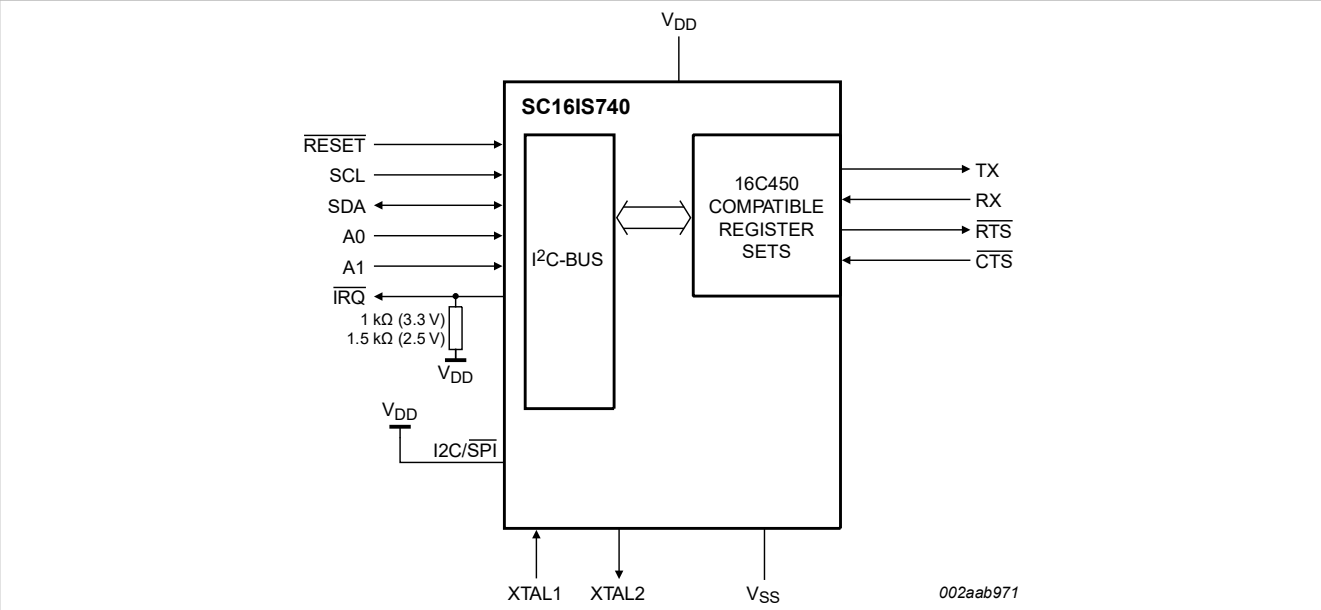 VDD
SC16IS740
RESET
SCL
SDA
A0
A1
IRQ
1 kΩ (3.3 V)
1.5 kΩ (2.5 V)
VDD
VDD
I2C/SPI
I²C-BUS
16C450
COMPATIBLE
REGISTER
SETS
TX
RX
RTS
CTS
XTAL1
XTAL2
VSS
002aab971